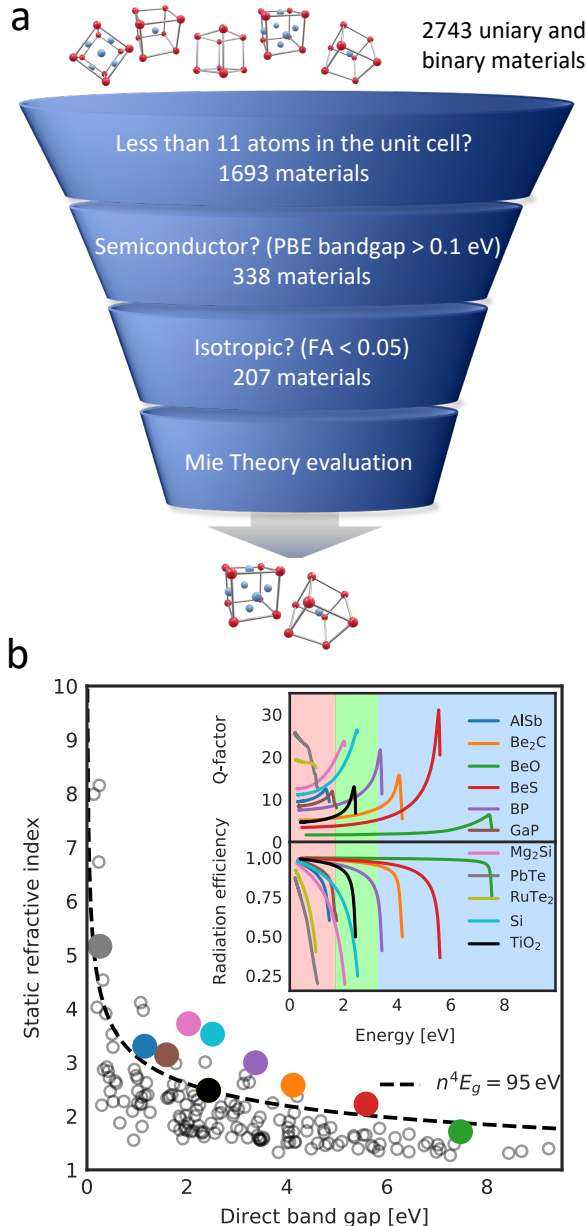 a
2743 uniary and
binary materials
Less than 11 atoms in the unit cell?
1693 materials
Semiconductor? (PBE bandgap > 0.1 eV)
338 materials
Isotropic? (FA < 0.05)
207 materials
Mie Theory evaluation
b
10
9
8
7
6
5
4
3
2
1
Static refractive index
0
2
4
6
8
Direct band gap [eV]
Q-factor
30
20
10
0
Radiation efficiency
1.00
0.75
0.50
0.25
0
2
4
6
8
Energy [eV]
AlSb
Be₂C
BeO
BeS
BP
GaP
Mg₂Si
PbTe
RuTe₂
Si
TiO₂
n⁴E_g = 95 eV